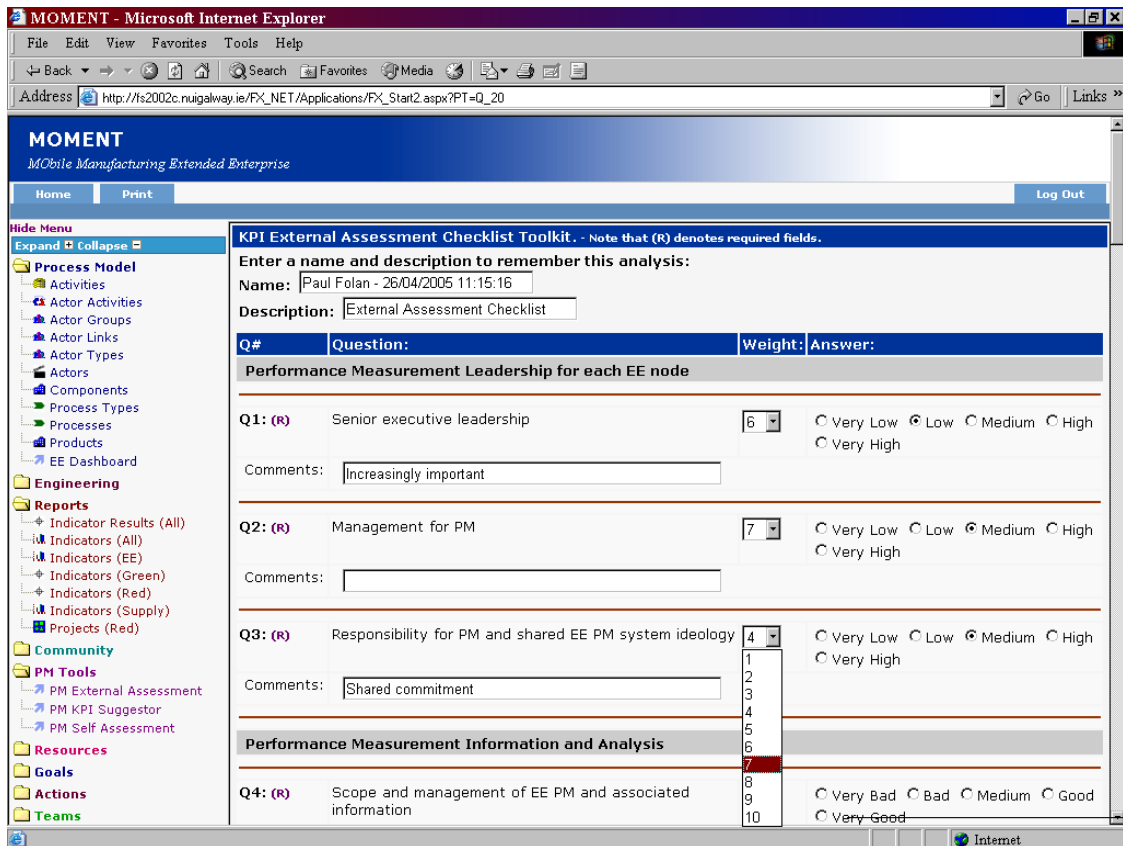 MOMENT - Microsoft Internet Explorer
File Edit View Favorites Tools Help
Back Search Favorites Media
Address http://fs2002c.nuigalway.ie/FX_NET/Applications/FX_Start2.aspx?PT=Q_20 Go Links »
MOMENT
MObile Manufacturing Extended Enterprise
Home Print Log Out
Hide Menu
Expand Collapse
Process Model
Activities
Actor Activities
Actor Groups
Actor Links
Actor Types
Actors
Components
Process Types
Processes
Products
EE Dashboard
Engineering
Reports
Indicator Results (All)
Indicators (All)
Indicators (EE)
Indicators (Green)
Indicators (Red)
Indicators (Supply)
Projects (Red)
Community
PM Tools
PM External Assessment
PM KPI Suggestor
PM Self Assessment
Resources
Goals
Actions
Teams
KPI External Assessment Checklist Toolkit. - Note that (R) denotes required fields.
Enter a name and description to remember this analysis:
Name: Paul Folan - 26/04/2005 11:15:16
Description: External Assessment Checklist
Q# Question: Weight: Answer:
Performance Measurement Leadership for each EE node
Q1: (R) Senior executive leadership 6 Very Low Low Medium High
Very High
Comments: Increasingly important
Q2: (R) Management for PM 7 Very Low Low Medium High
Very High
Comments:
Q3: (R) Responsibility for PM and shared EE PM system ideology 4 Very Low Low Medium High
Very High
Comments: Shared commitment
1
2
3
4
5
6
7
8
9
10
Performance Measurement Information and Analysis
Q4: (R) Scope and management of EE PM and associated Very Bad Bad Medium Good
information Very Good
Internet